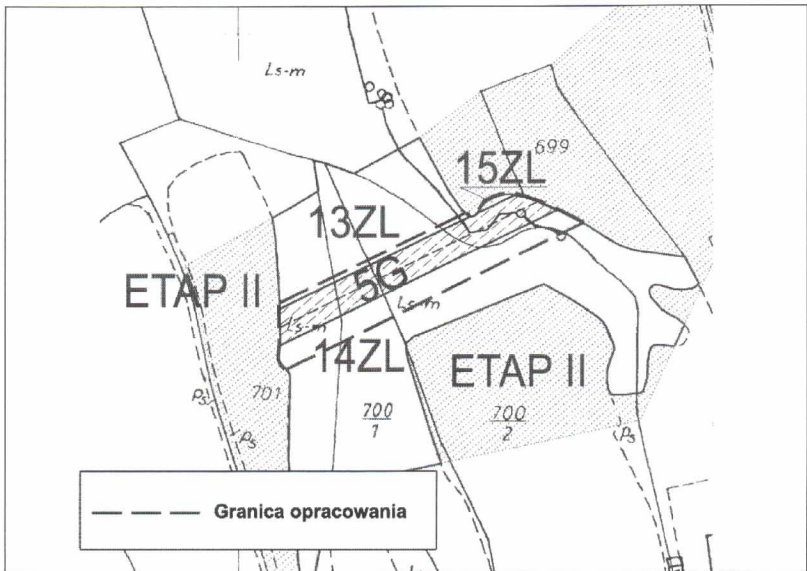 Ls-m
699
15ZL
13ZL
ETAP II
5G
Ls-m
Ls-m
14ZL
ETAP II
701
700
1
700
2
ps
ps
ps
Granica opracowania